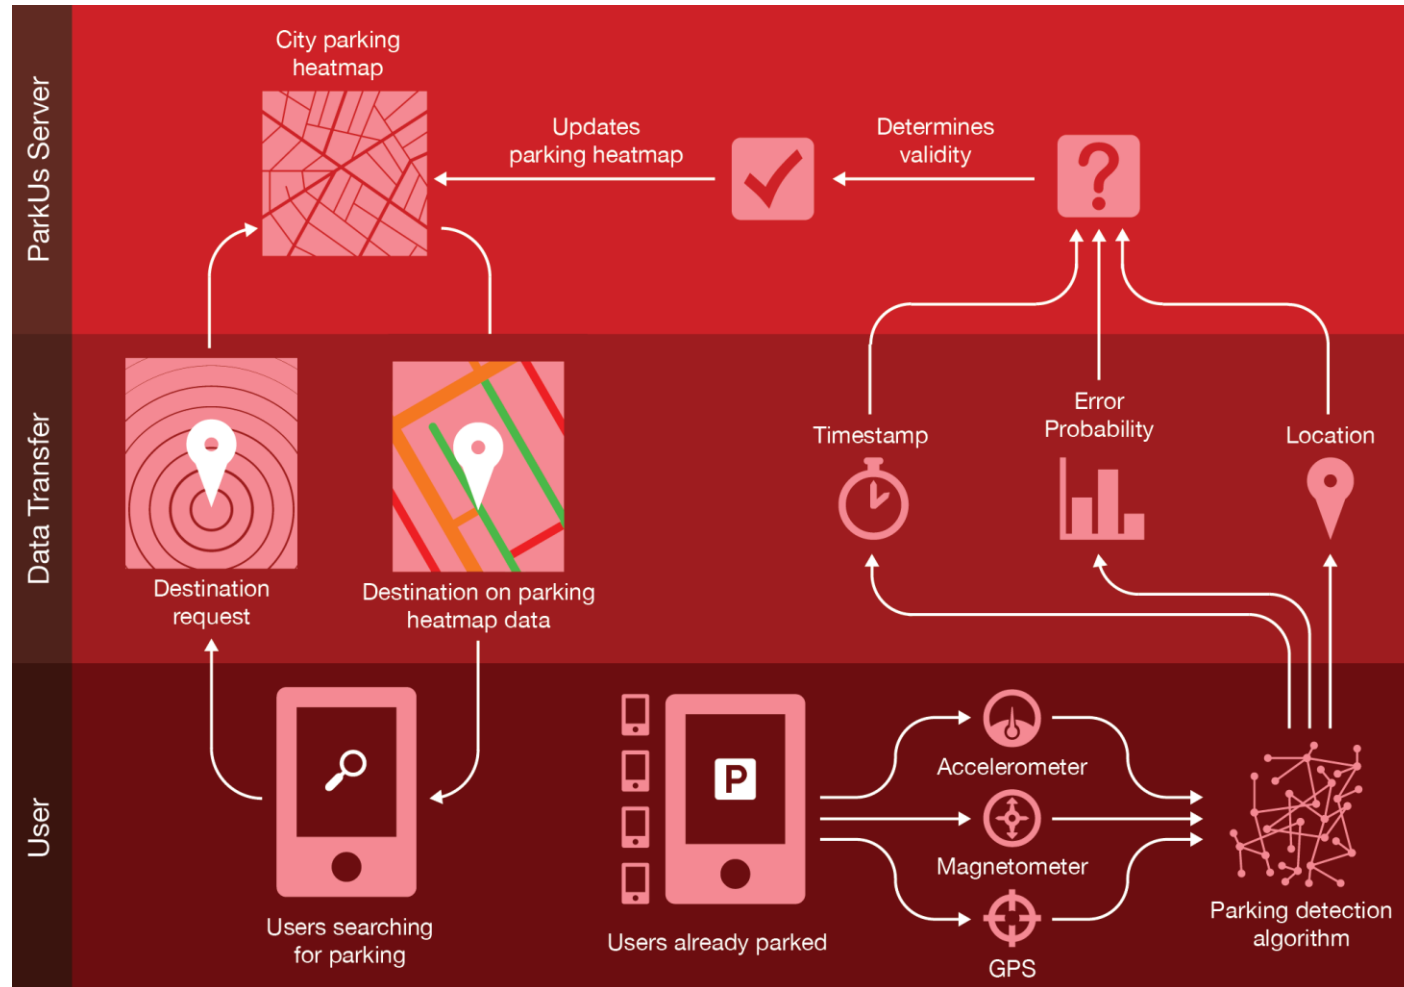 ParkUs Server
City parking
heatmap
Updates
parking heatmap
Determines
validity
Data Transfer
Destination
request
Destination on parking
heatmap data
Timestamp
Error
Probability
Location
User
Users searching
for parking
P
Users already parked
Accelerometer
Magnetometer
GPS
Parking detection
algorithm